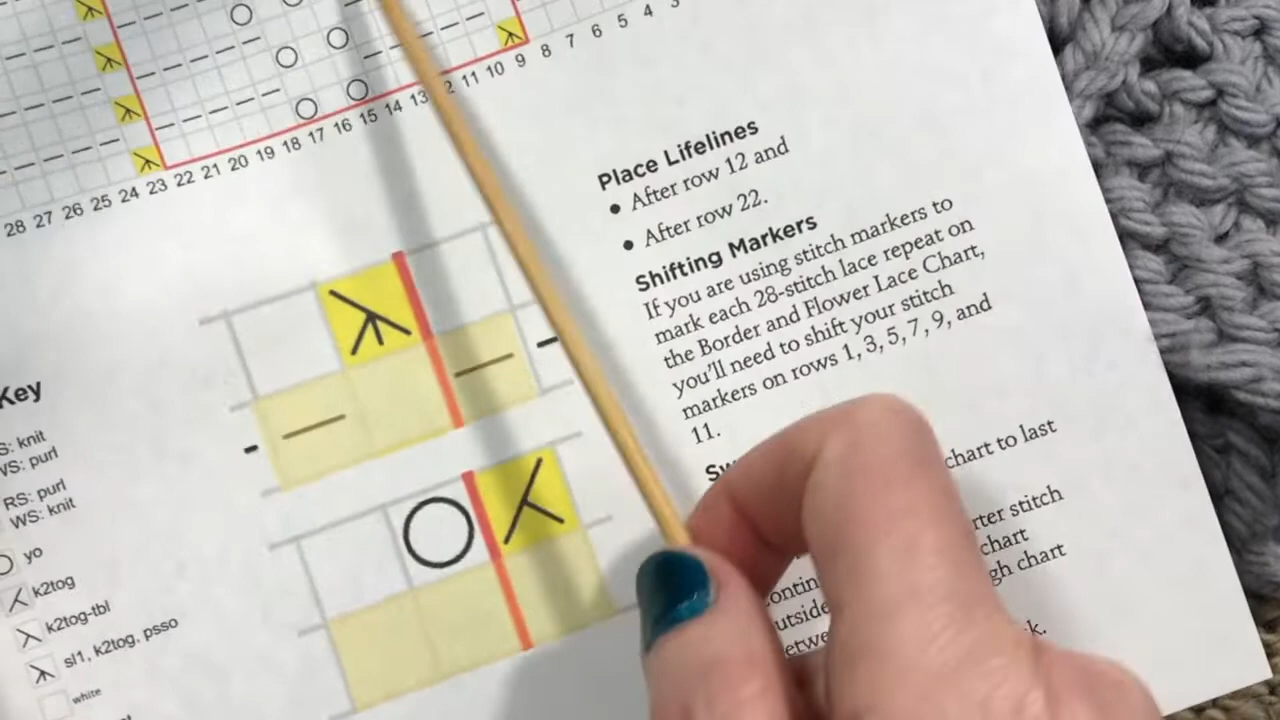 3 4 5 6 7 8 9 10 11 2 13 14 15 16 17 18 19 20 21 22 23 24 25 26 27 28
Place Lifelines
• After row 12 and
• After row 22.
Shifting Markers
If you are using stitch markers to
mark each 28-stitch lace repeat on
the Border and Flower Lace Chart,
you'll need to shift your stitch
markers on rows 1, 3, 5, 7, 9, and
11.
chart to last
stitch
chart
chart
k.
Key
S: knit
WS: purl
RS: purl
WS: knit
yo
k2tog
k2tog-tbl
sl1, k2tog, psso
white